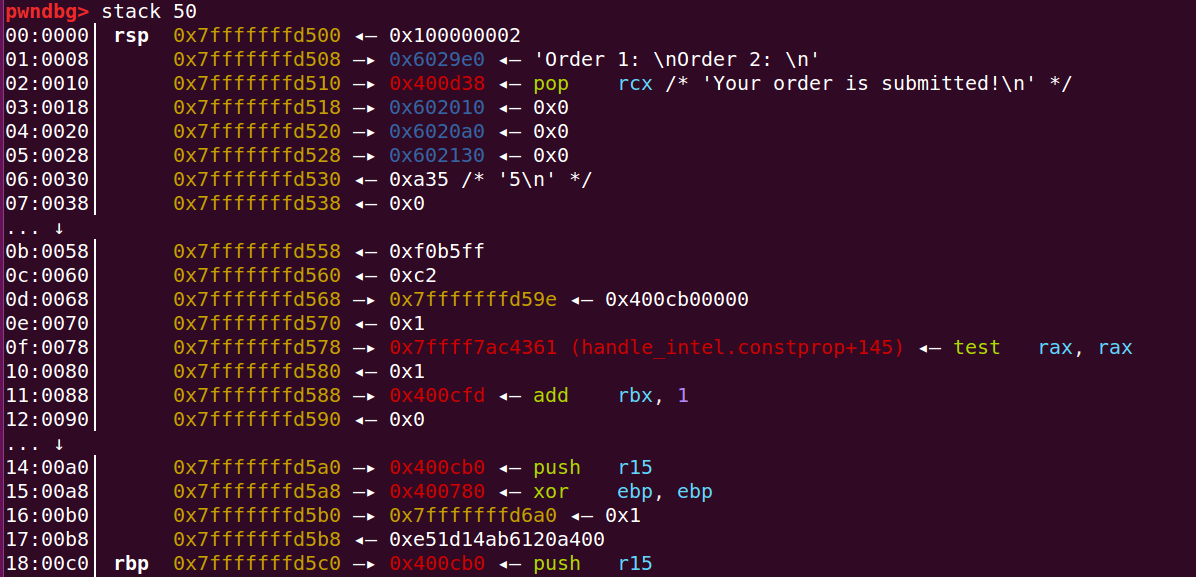 pwndbg> stack 50
00:0000│ rsp 0x7fffffffd500 ◂— 0x100000002
01:0008│ 0x7fffffffd508 —▸ 0x6029e0 ◂— 'Order 1: \nOrder 2: \n'
02:0010│ 0x7fffffffd510 —▸ 0x400d38 ◂— pop rcx /* 'Your order is submitted!\n' */
03:0018│ 0x7fffffffd518 —▸ 0x602010 ◂— 0x0
04:0020│ 0x7fffffffd520 —▸ 0x6020a0 ◂— 0x0
05:0028│ 0x7fffffffd528 —▸ 0x602130 ◂— 0x0
06:0030│ 0x7fffffffd530 ◂— 0xa35 /* '5\n' */
07:0038│ 0x7fffffffd538 ◂— 0x0
... ↓
0b:0058│ 0x7fffffffd558 ◂— 0xf0b5ff
0c:0060│ 0x7fffffffd560 ◂— 0xc2
0d:0068│ 0x7fffffffd568 —▸ 0x7fffffffd59e ◂— 0x400cb00000
0e:0070│ 0x7fffffffd570 ◂— 0x1
0f:0078│ 0x7fffffffd578 —▸ 0x7ffff7ac4361 (handle_intel.constprop+145) ◂— test rax, rax
10:0080│ 0x7fffffffd580 ◂— 0x1
11:0088│ 0x7fffffffd588 —▸ 0x400cfd ◂— add rbx, 1
12:0090│ 0x7fffffffd590 ◂— 0x0
... ↓
14:00a0│ 0x7fffffffd5a0 —▸ 0x400cb0 ◂— push r15
15:00a8│ 0x7fffffffd5a8 —▸ 0x400780 ◂— xor ebp, ebp
16:00b0│ 0x7fffffffd5b0 —▸ 0x7fffffffd6a0 ◂— 0x1
17:00b8│ 0x7fffffffd5b8 ◂— 0xe51d14ab6120a400
18:00c0│ rbp 0x7fffffffd5c0 —▸ 0x400cb0 ◂— push r15